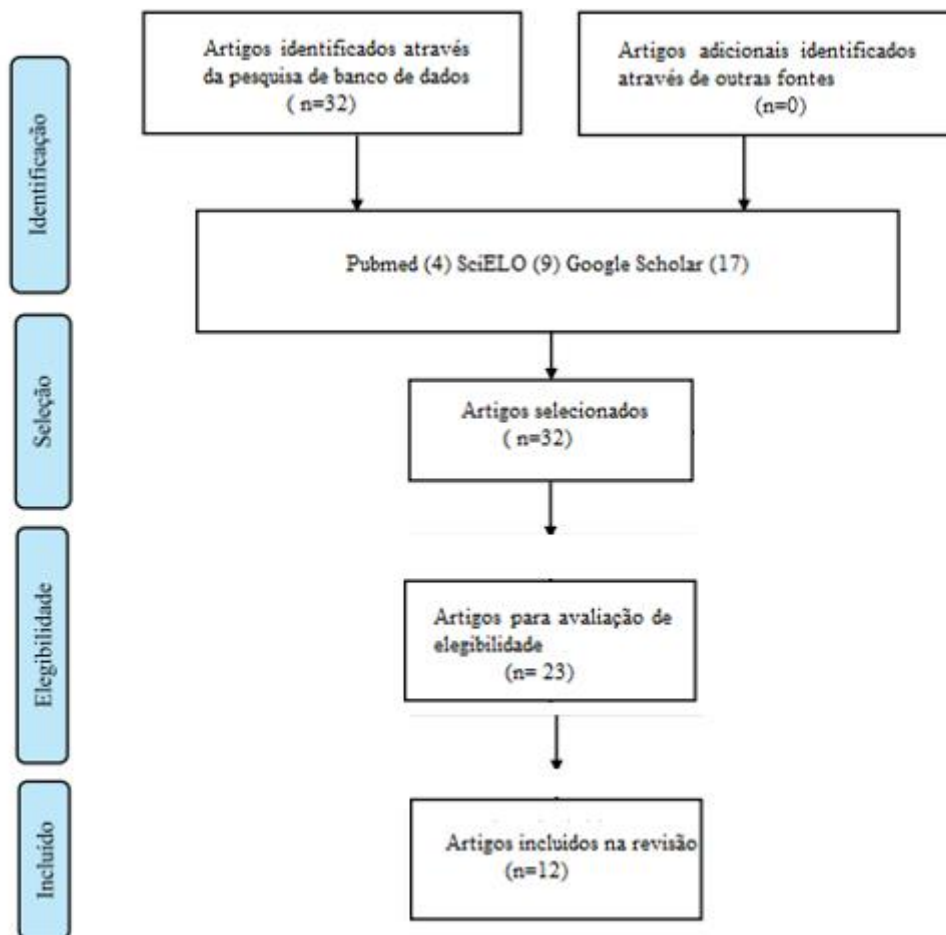 Artigos identificados através
da pesquisa de banco de dados
( n=32)
Artigos adicionais identificados
através de outras fontes
(n=0)
Identificação
Pubmed (4) SciELO (9) Google Scholar (17)
Seleção
Artigos selecionados
( n=32)
Elegibilidade
Artigos para avaliação de
elegibilidade
(n= 23)
Incluído
Artigos incluidos na revisão
(n=12)